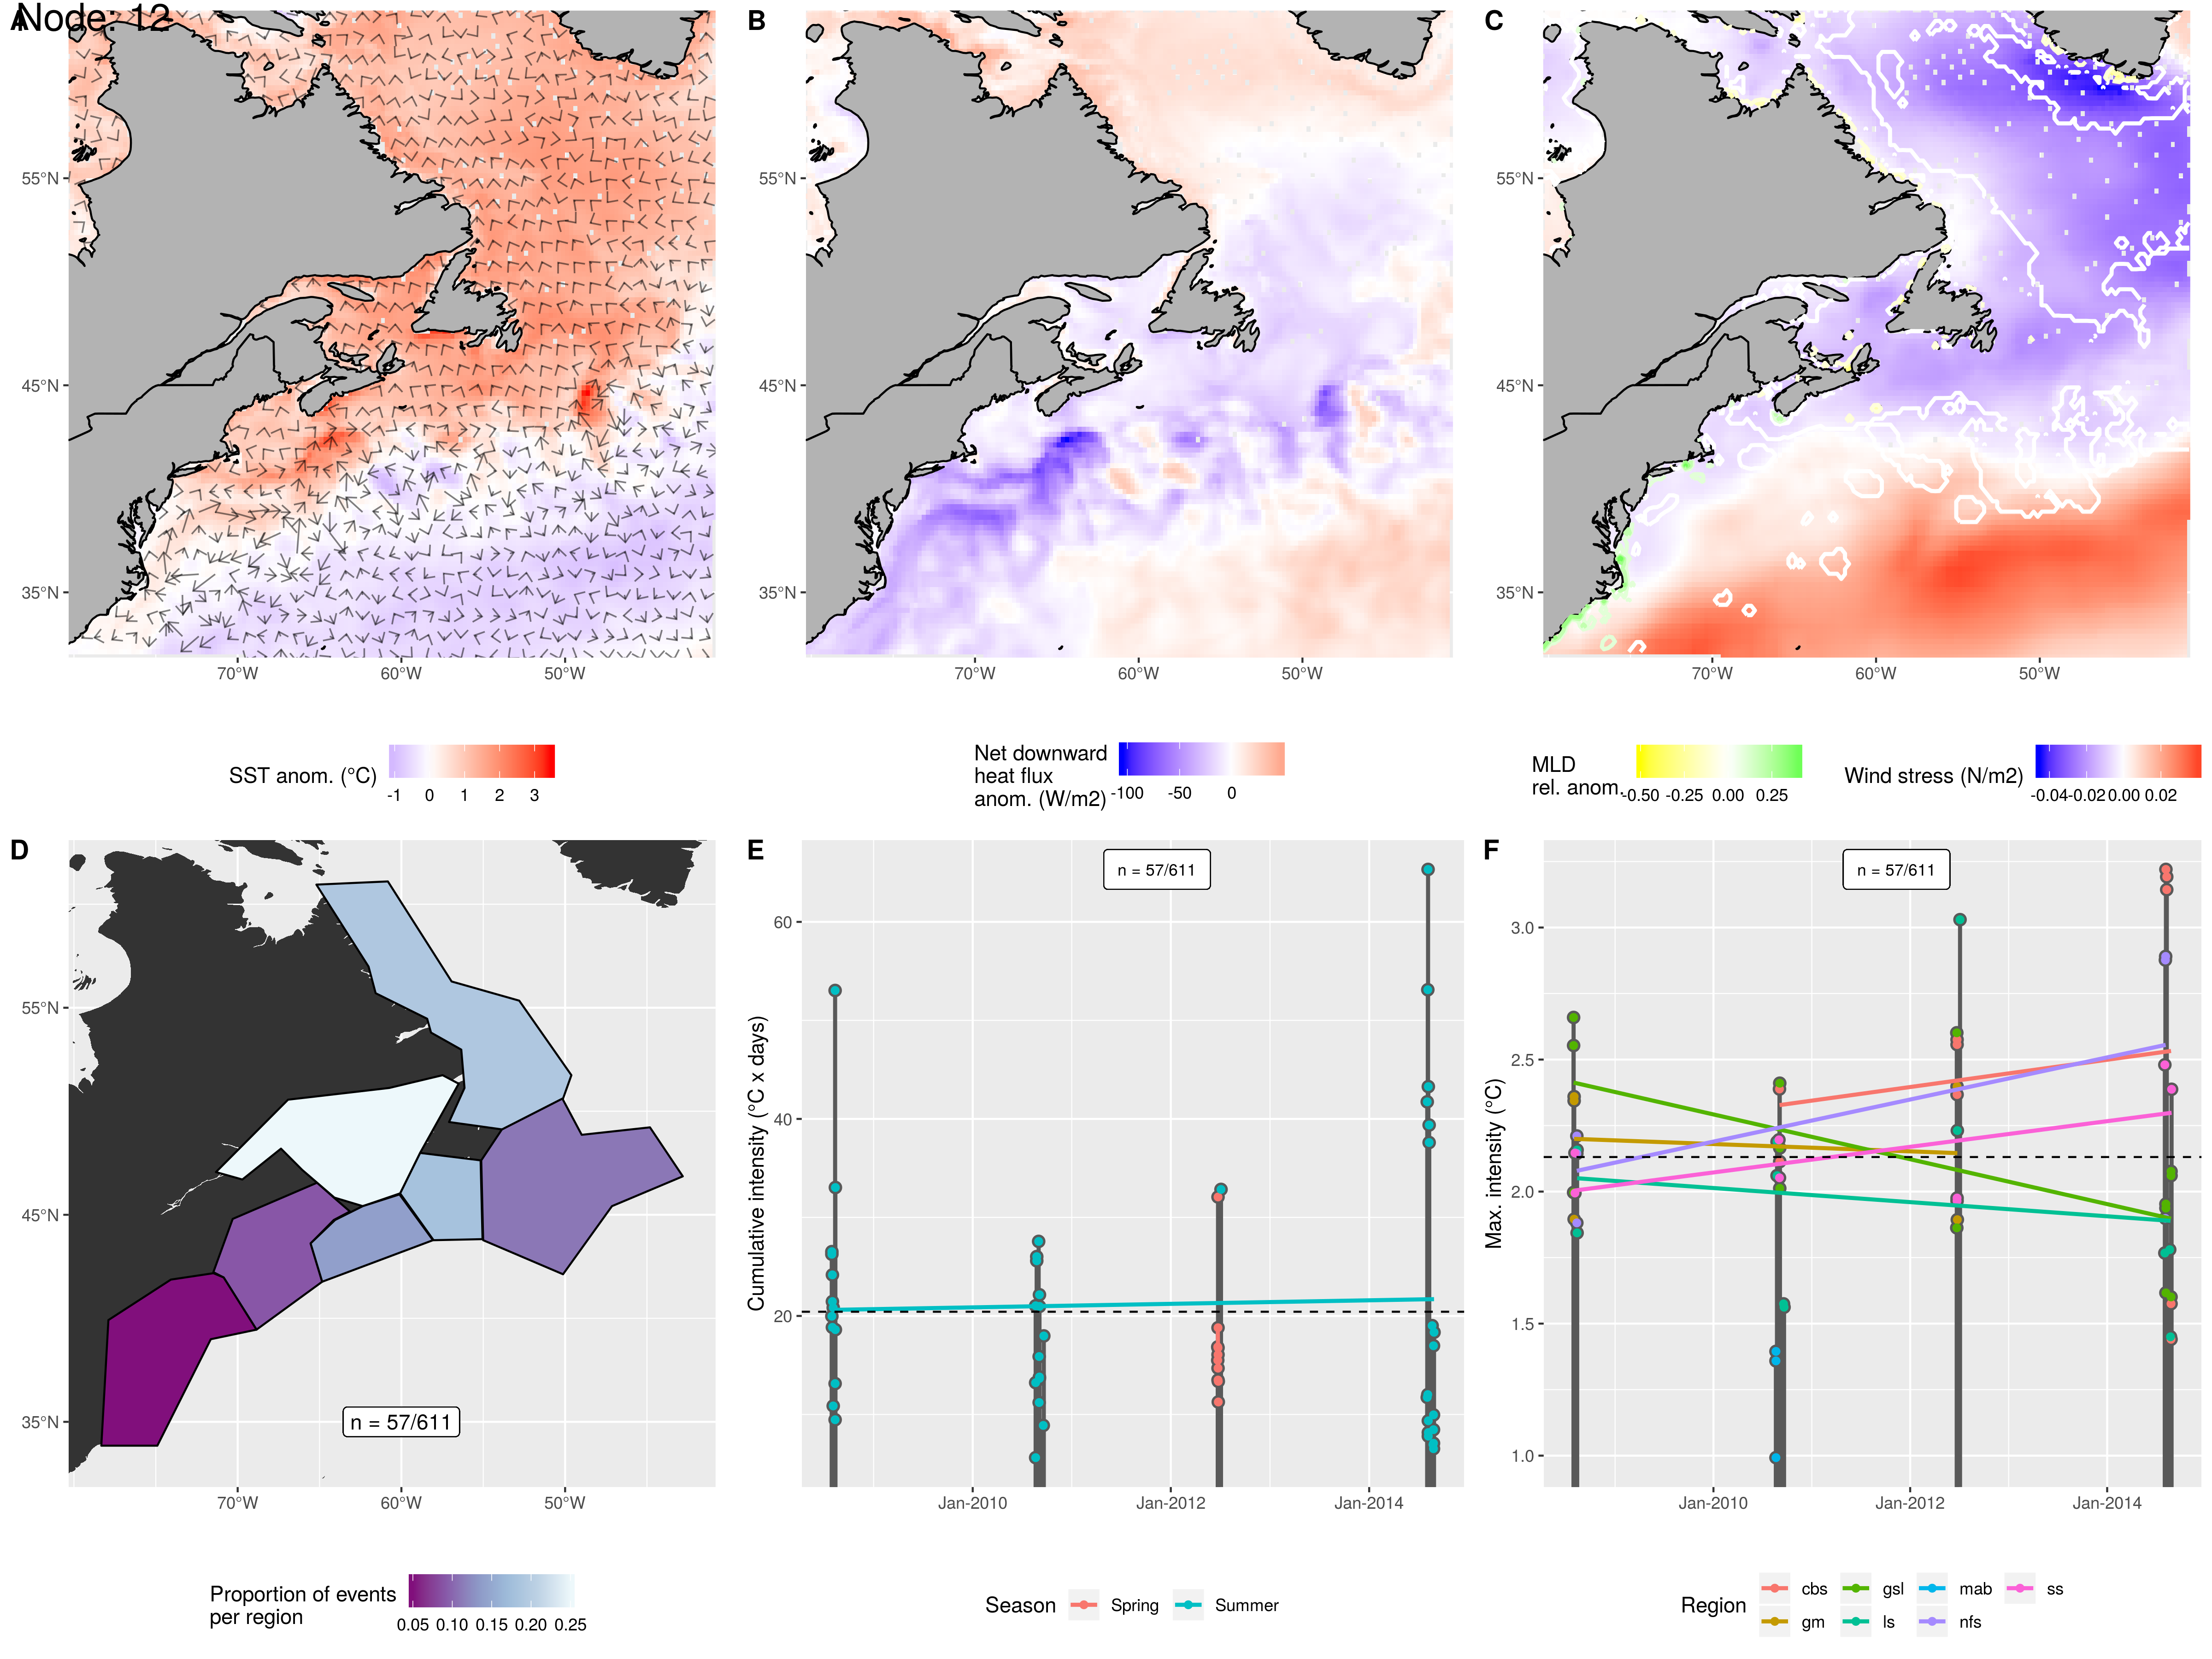 A
Node: 12
B
C
55°N
45°N
35°N
70°W 60°W 50°W
55°N
45°N
35°N
70°W 60°W 50°W
55°N
45°N
35°N
70°W 60°W 50°W
SST anom. (°C)
-1 0 1 2 3
Net downward
heat flux
anom. (W/m2)
-100 -50 0
MLD
rel. anom.
-0.50 -0.25 0.00 0.25
Wind stress (N/m2)
-0.04 -0.02 0.00 0.02
D
55°N
45°N
35°N
n = 57/611
70°W 60°W 50°W
Proportion of events
per region
0.05 0.10 0.15 0.20 0.25
E
n = 57/611
Cumulative intensity (°C x days)
60
40
20
Jan-2010 Jan-2012 Jan-2014
Season Spring Summer
F
n = 57/611
Max. intensity (°C)
3.0
2.5
2.0
1.5
1.0
Jan-2010 Jan-2012 Jan-2014
Region
cbs gsl mab ss
gm ls nfs